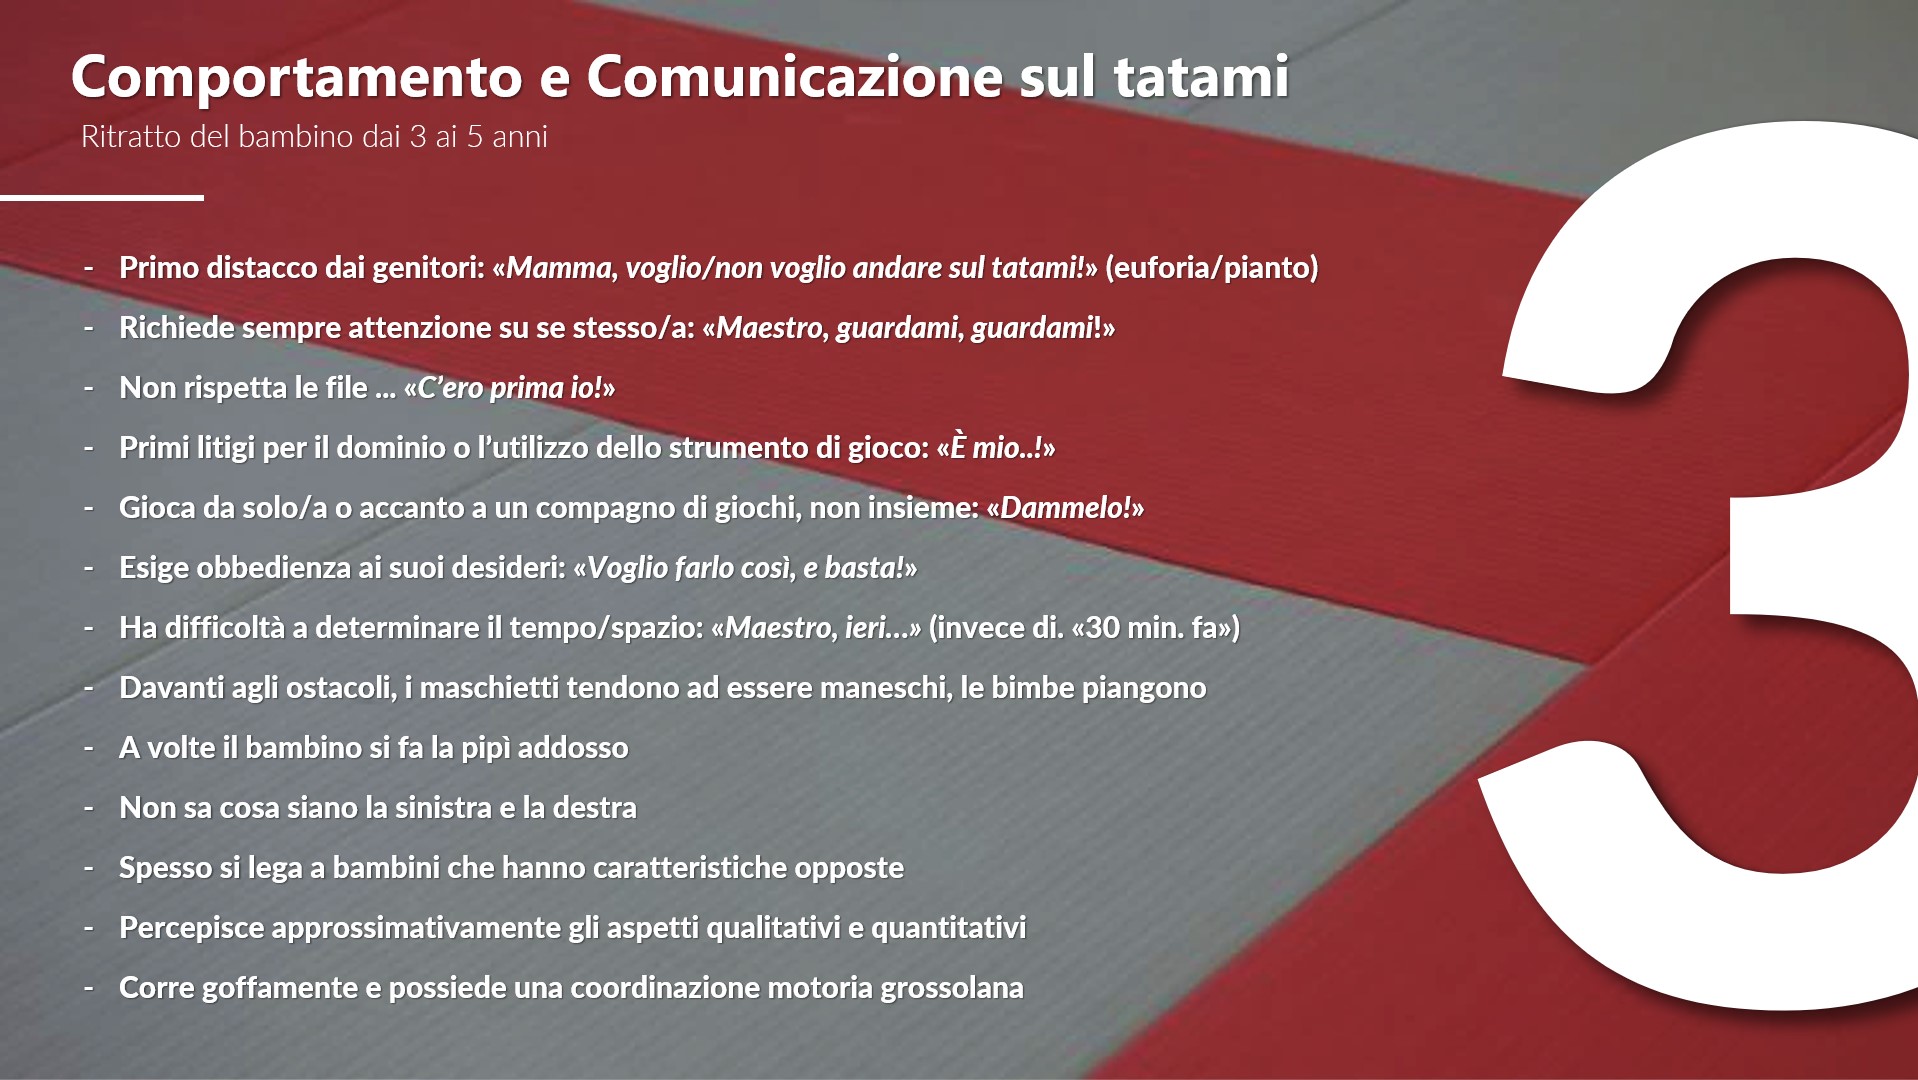 Comportamento e Comunicazione sul tatami
Ritratto del bambino dai 3 ai 5 anni
- Primo distacco dai genitori: «Mamma, voglio/non voglio andare sul tatami!» (euforia/pianto)
- Richiede sempre attenzione su se stesso/a: «Maestro, guardami, guardami!»
- Non rispetta le file ... «C’ero prima io!»
- Primi litigi per il dominio o l’utilizzo dello strumento di gioco: «È mio..!»
- Gioca da solo/a o accanto a un compagno di giochi, non insieme: «Dammelo!»
- Esige obbedienza ai suoi desideri: «Voglio farlo così, e basta!»
- Ha difficoltà a determinare il tempo/spazio: «Maestro, ieri...» (invece di. «30 min. fa»)
- Davanti agli ostacoli, i maschietti tendono ad essere maneschi, le bimbe piangono
- A volte il bambino si fa la pipì addosso
- Non sa cosa siano la sinistra e la destra
- Spesso si lega a bambini che hanno caratteristiche opposte
- Percepisce approssimativamente gli aspetti qualitativi e quantitativi
- Corre goffamente e possiede una coordinazione motoria grossolana
3